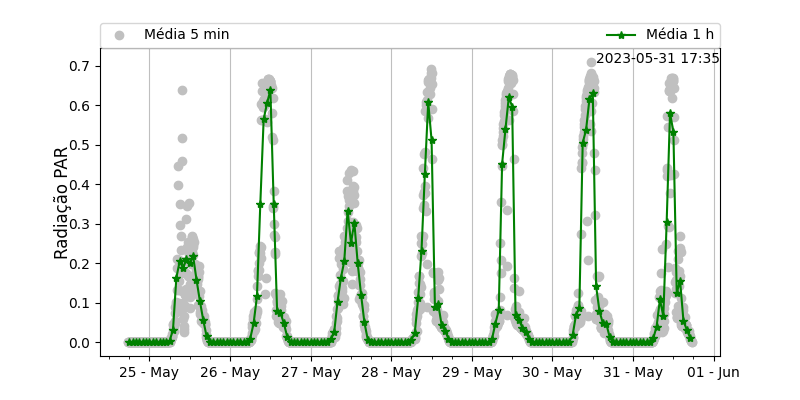 Média 5 min
Média 1 h
2023-05-31 17:35
Radiação PAR
0.7
0.6
0.5
0.4
0.3
0.2
0.1
0.0
25 - May
26 - May
27 - May
28 - May
29 - May
30 - May
31 - May
01 - Jun